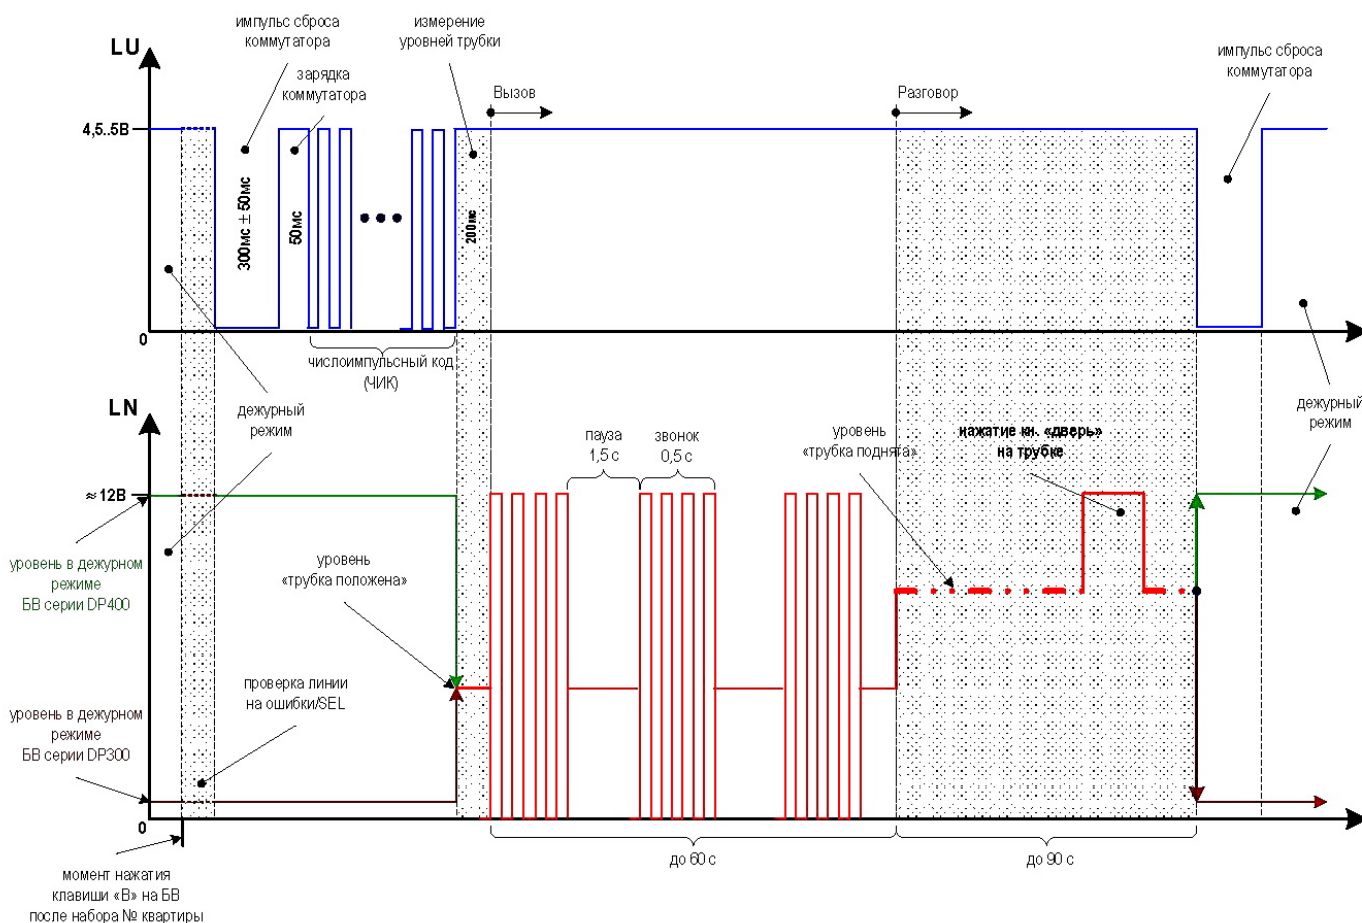 импульс сброса
коммутатора
измерение
уровней трубки
импульс сброса
коммутатора
LU
зарядка
коммутатора
Вызов
Разговор
4,5..5В
300мс ± 50мс
50мс
200мс
0
числоимпульсный код
(ЧИК)
LN
дежурный
режим
дежурный
режим
пауза
1,5 с
звонок
0,5 с
уровень
«трубка поднята»
нажатие кн. «дверь»
на трубке
≈ 12В
уровень в дежурном
режиме
БВ серии DP400
уровень
«трубка положена»
проверка линии
на ошибки/SEL
уровень в дежурном
режиме
БВ серии DP300
0
до 60 с
до 90 с
момент нажатия
клавиши «В» на БВ
после набора № квартиры